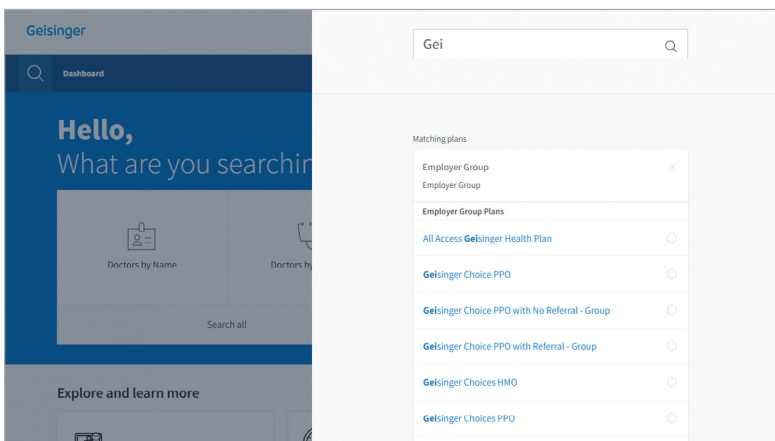 Geisinger
Dashboard
Hello,
What are you searchin
Doctors by Name
Doctors by
Search all
Explore and learn more
Gei
Matching plans
Employer Group
Employer Group
Employer Group Plans
All Access Geisinger Health Plan
Geisinger Choice PPO
Geisinger Choice PPO with No Referral - Group
Geisinger Choice PPO with Referral - Group
Geisinger Choices HMO
Geisinger Choices PPO